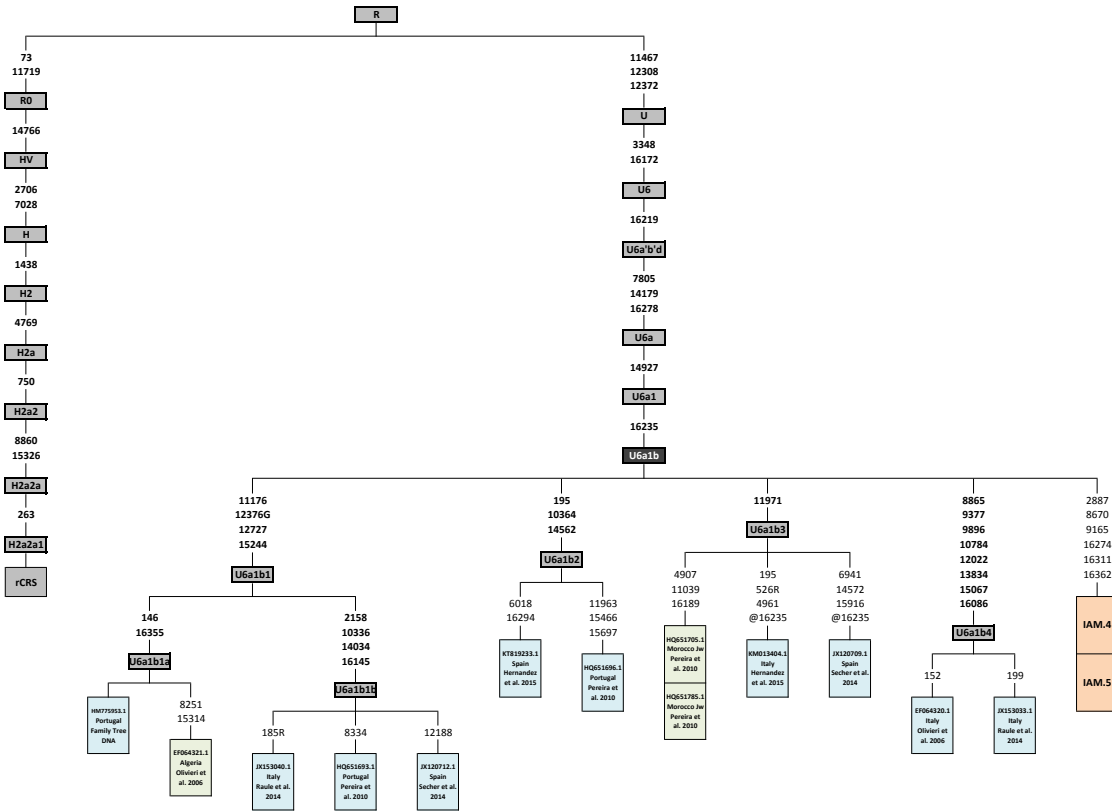 R
73
11719
R0
14766
HV
2706
7028
H
1438
H2
4769
H2a
750
H2a2
8860
15326
H2a2a
263
H2a2a1
rCRS
11467
12308
12372
U
3348
16172
U6
16219
U6a'b'd
7805
14179
16278
U6a
14927
U6a1
16235
U6a1b
11176
12376G
12727
15244
U6a1b1
146
16355
U6a1b1a
HM775953.1
Portugal
Family Tree
DNA
8251
15314
EF064321.1
Algeria
Olivieri et
al. 2006
2158
10336
14034
16145
U6a1b1b
185R
JX153040.1
Italy
Raule et al.
2014
8334
HQ651693.1
Portugal
Pereira et
al. 2010
12188
JX120712.1
Spain
Secher et al.
2014
195
10364
14562
U6a1b2
6018
16294
KT819233.1
Spain
Hernandez
et al. 2015
11963
15466
15697
HQ651696.1
Portugal
Pereira et
al. 2010
11971
U6a1b3
4907
11039
16189
HQ651705.1
Morocco Jw
Pereira et
al. 2010
HQ651785.1
Morocco Jw
Pereira et
al. 2010
195
526R
4961
@16235
KM013404.1
Italy
Hernandez
et al. 2015
6941
14572
15916
@16235
JX120709.1
Spain
Secher et al.
2014
8865
9377
9896
10784
12022
13834
15067
16086
U6a1b4
152
EF064320.1
Italy
Olivieri et
al. 2006
199
JX153033.1
Italy
Raule et al.
2014
2887
8670
9165
16274
16311
16362
IAM.4
IAM.5